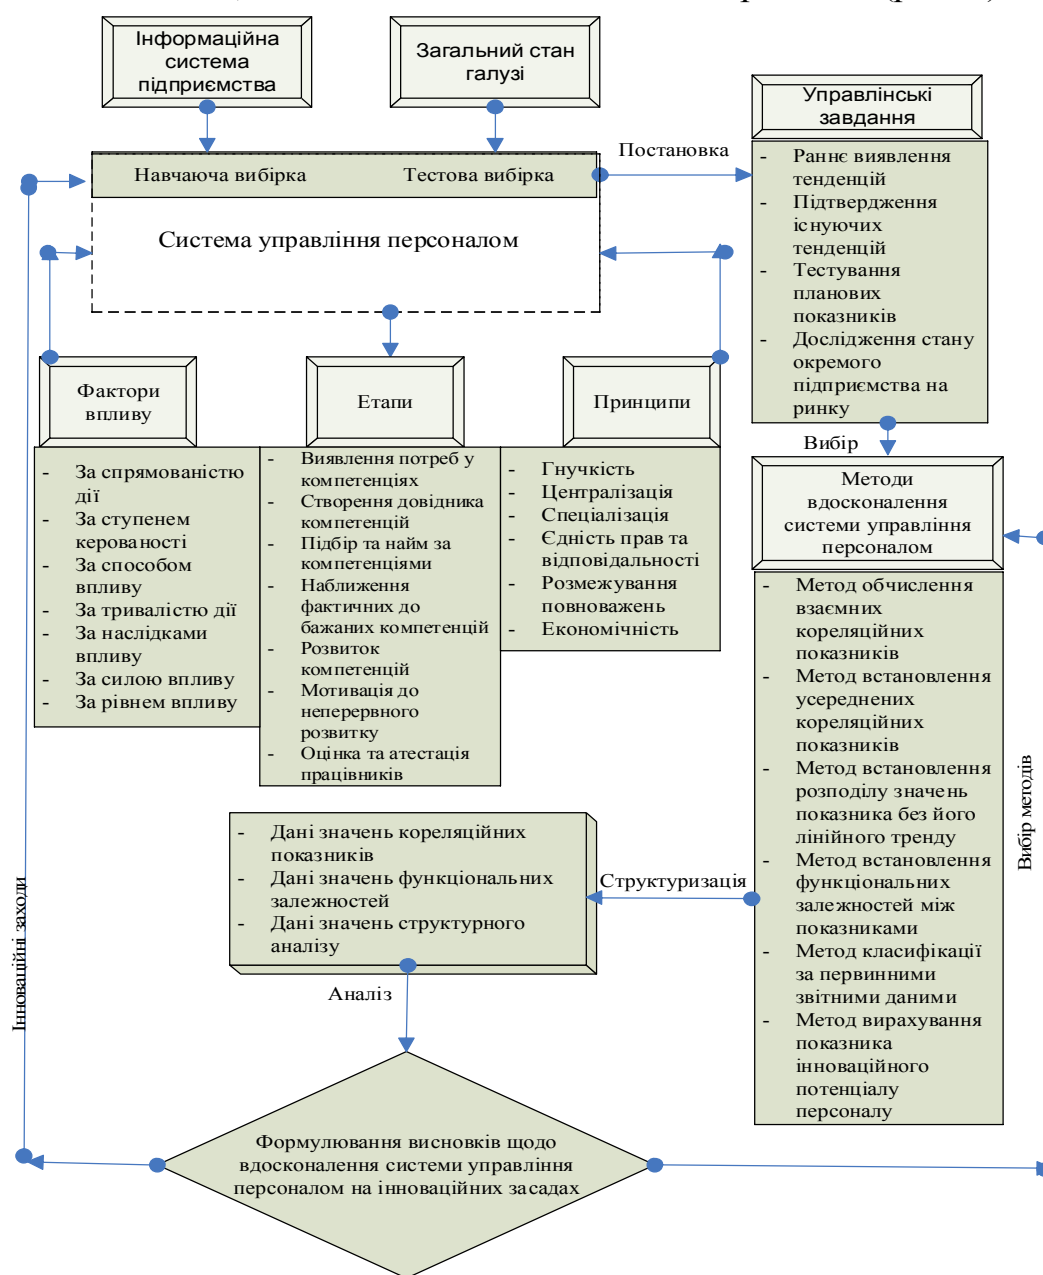 Інформаційна
система
підприємства
Загальний стан
галузі
Управлінські
завдання
Навчаюча вибірка
Тестова вибірка
Постановка
Система управління персоналом
- Раннє виявлення
тенденцій
- Підтвердження
існуючих
тенденцій
- Тестування
планових
показників
- Дослідження стану
окремого
підприємства на
ринку
Фактори
впливу
Етапи
Принципи
Вибір
- За спрямованістю
дії
- За ступенем
керованості
- За способом
впливу
- За тривалістю дії
- За наслідками
впливу
- За силою впливу
- За рівнем впливу
- Виявлення потреб у
компетенціях
- Створення довідника
компетенцій
- Підбір та найм за
компетенціями
- Наближення
фактичних до
бажаних компетенцій
- Розвиток
компетенцій
- Мотивація до
неперервного
розвитку
- Оцінка та атестація
працівників
- Гнучкість
- Централізація
- Спеціалізація
- Єдність прав та
відповідальності
- Розмежування
повноважень
- Економічність
Методи
вдосконалення
системи управління
персоналом
- Метод обчислення
взаємних
кореляційних
показників
- Метод встановлення
усереднених
кореляційних
показників
- Метод встановлення
розподілу значень
показника без його
лінійного тренду
- Метод встановлення
функціональних
залежностей між
показниками
- Метод класифікації
за первинними
звітними даними
- Метод вирахування
показника
інноваційного
потенціалу
персоналу
Вибір методів
Структуризація
- Дані значень кореляційних
показників
- Дані значень функціональних
залежностей
- Дані значень структурного
аналізу
Аналіз
Інноваційні заходи
Формулювання висновків щодо
вдосконалення системи управління
персоналом на інноваційних засадах